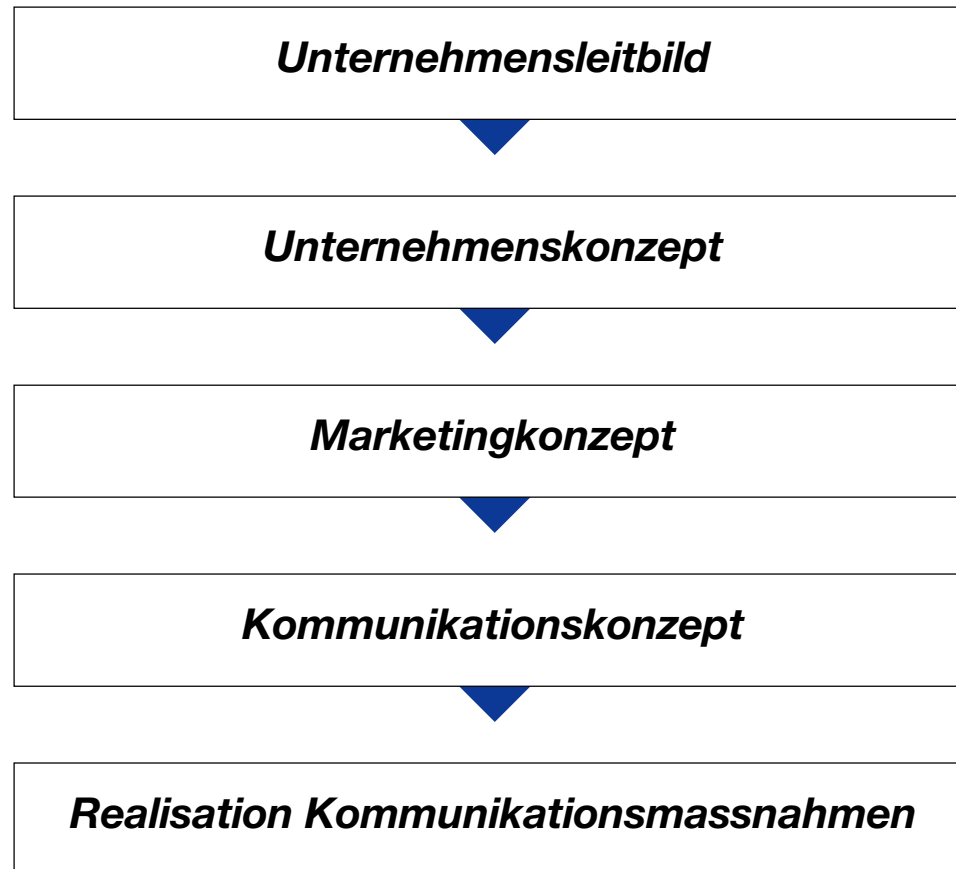 Unternehmensleitbild
Unternehmenskonzept
Marketingkonzept
Kommunikationskonzept
Realisation Kommunikationsmassnahmen